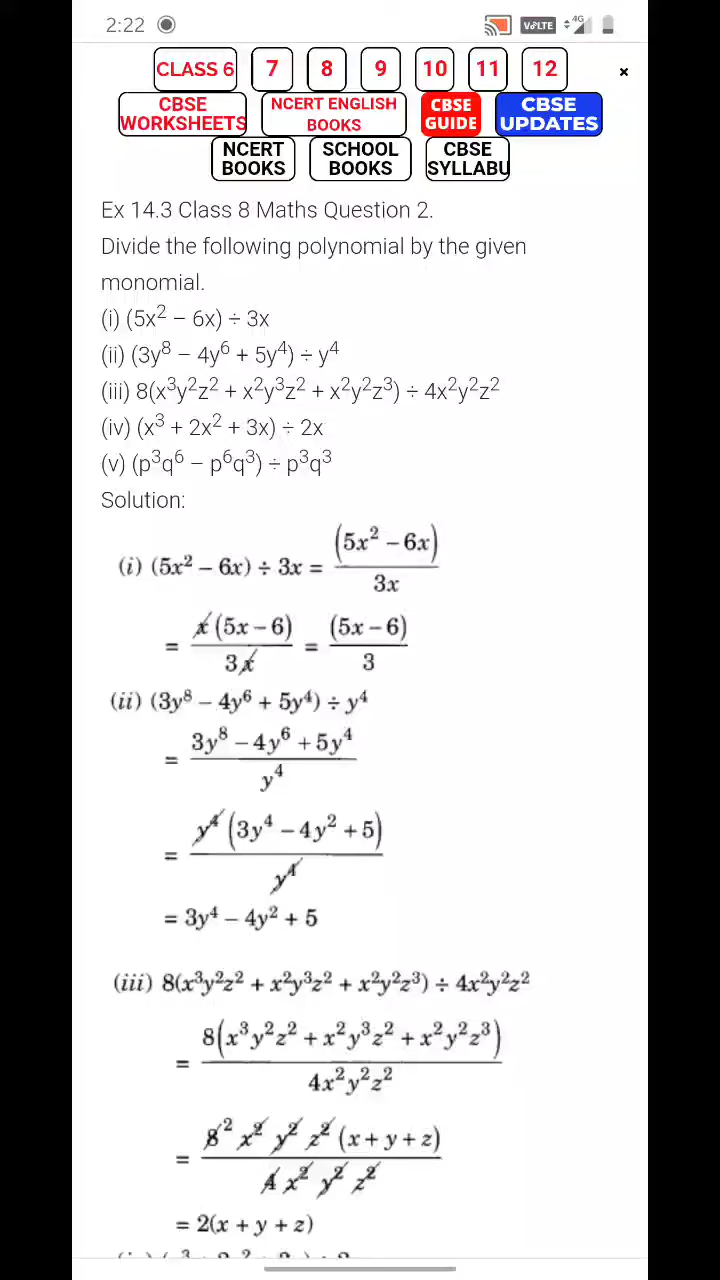 2:22 VoLTE 4G
CLASS 6 7 8 9 10 11 12 ×
CBSE WORKSHEETS NCERT ENGLISH BOOKS CBSE GUIDE CBSE UPDATES
NCERT BOOKS SCHOOL BOOKS CBSE SYLLABU
Ex 14.3 Class 8 Maths Question 2.
Divide the following polynomial by the given
monomial.
(i) (5x² – 6x) ÷ 3x
(ii) (3y⁸ – 4y⁶ + 5y⁴) ÷ y⁴
(iii) 8(x³y²z² + x²y³z² + x²y²z³) ÷ 4x²y²z²
(iv) (x³ + 2x² + 3x) ÷ 2x
(v) (p³q⁶ – p⁶q³) ÷ p³q³
Solution:
(i) (5x² – 6x) ÷ 3x = (5x² – 6x) / 3x
= x(5x – 6) / 3x = (5x – 6) / 3
(ii) (3y⁸ – 4y⁶ + 5y⁴) ÷ y⁴
= 3y⁸ – 4y⁶ + 5y⁴ / y⁴
= y⁴(3y⁴ – 4y² + 5) / y⁴
= 3y⁴ – 4y² + 5
(iii) 8(x³y²z² + x²y³z² + x²y²z³) ÷ 4x²y²z²
= 8(x³y²z² + x²y³z² + x²y²z³) / 4x²y²z²
= 8² x² y² z² (x + y + z) / 4 x² y² z²
= 2(x + y + z)